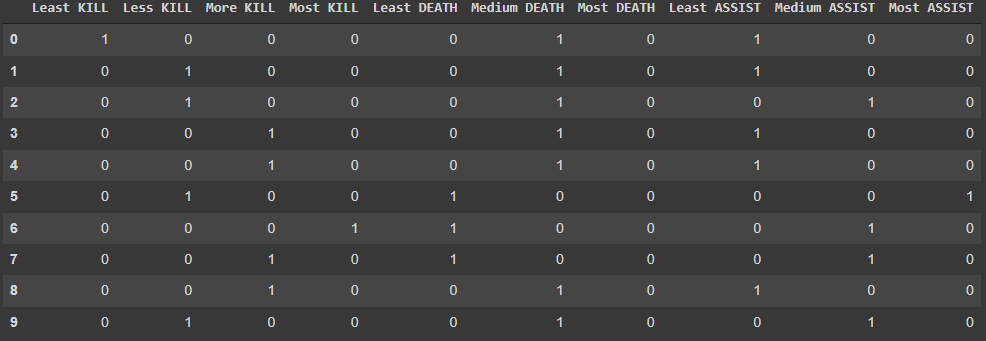 Least KILL Less KILL More KILL Most KILL Least DEATH Medium DEATH Most DEATH Least ASSIST Medium ASSIST Most ASSIST
0 1 0 0 0 0 1 0 1 0 0
1 0 1 0 0 0 1 0 1 0 0
2 0 1 0 0 0 1 0 0 1 0
3 0 0 1 0 0 1 0 1 0 0
4 0 0 1 0 0 1 0 1 0 0
5 0 1 0 0 1 0 0 0 0 1
6 0 0 0 1 1 0 0 0 1 0
7 0 0 1 0 1 0 0 0 1 0
8 0 0 1 0 0 1 0 1 0 0
9 0 1 0 0 0 1 0 0 1 0